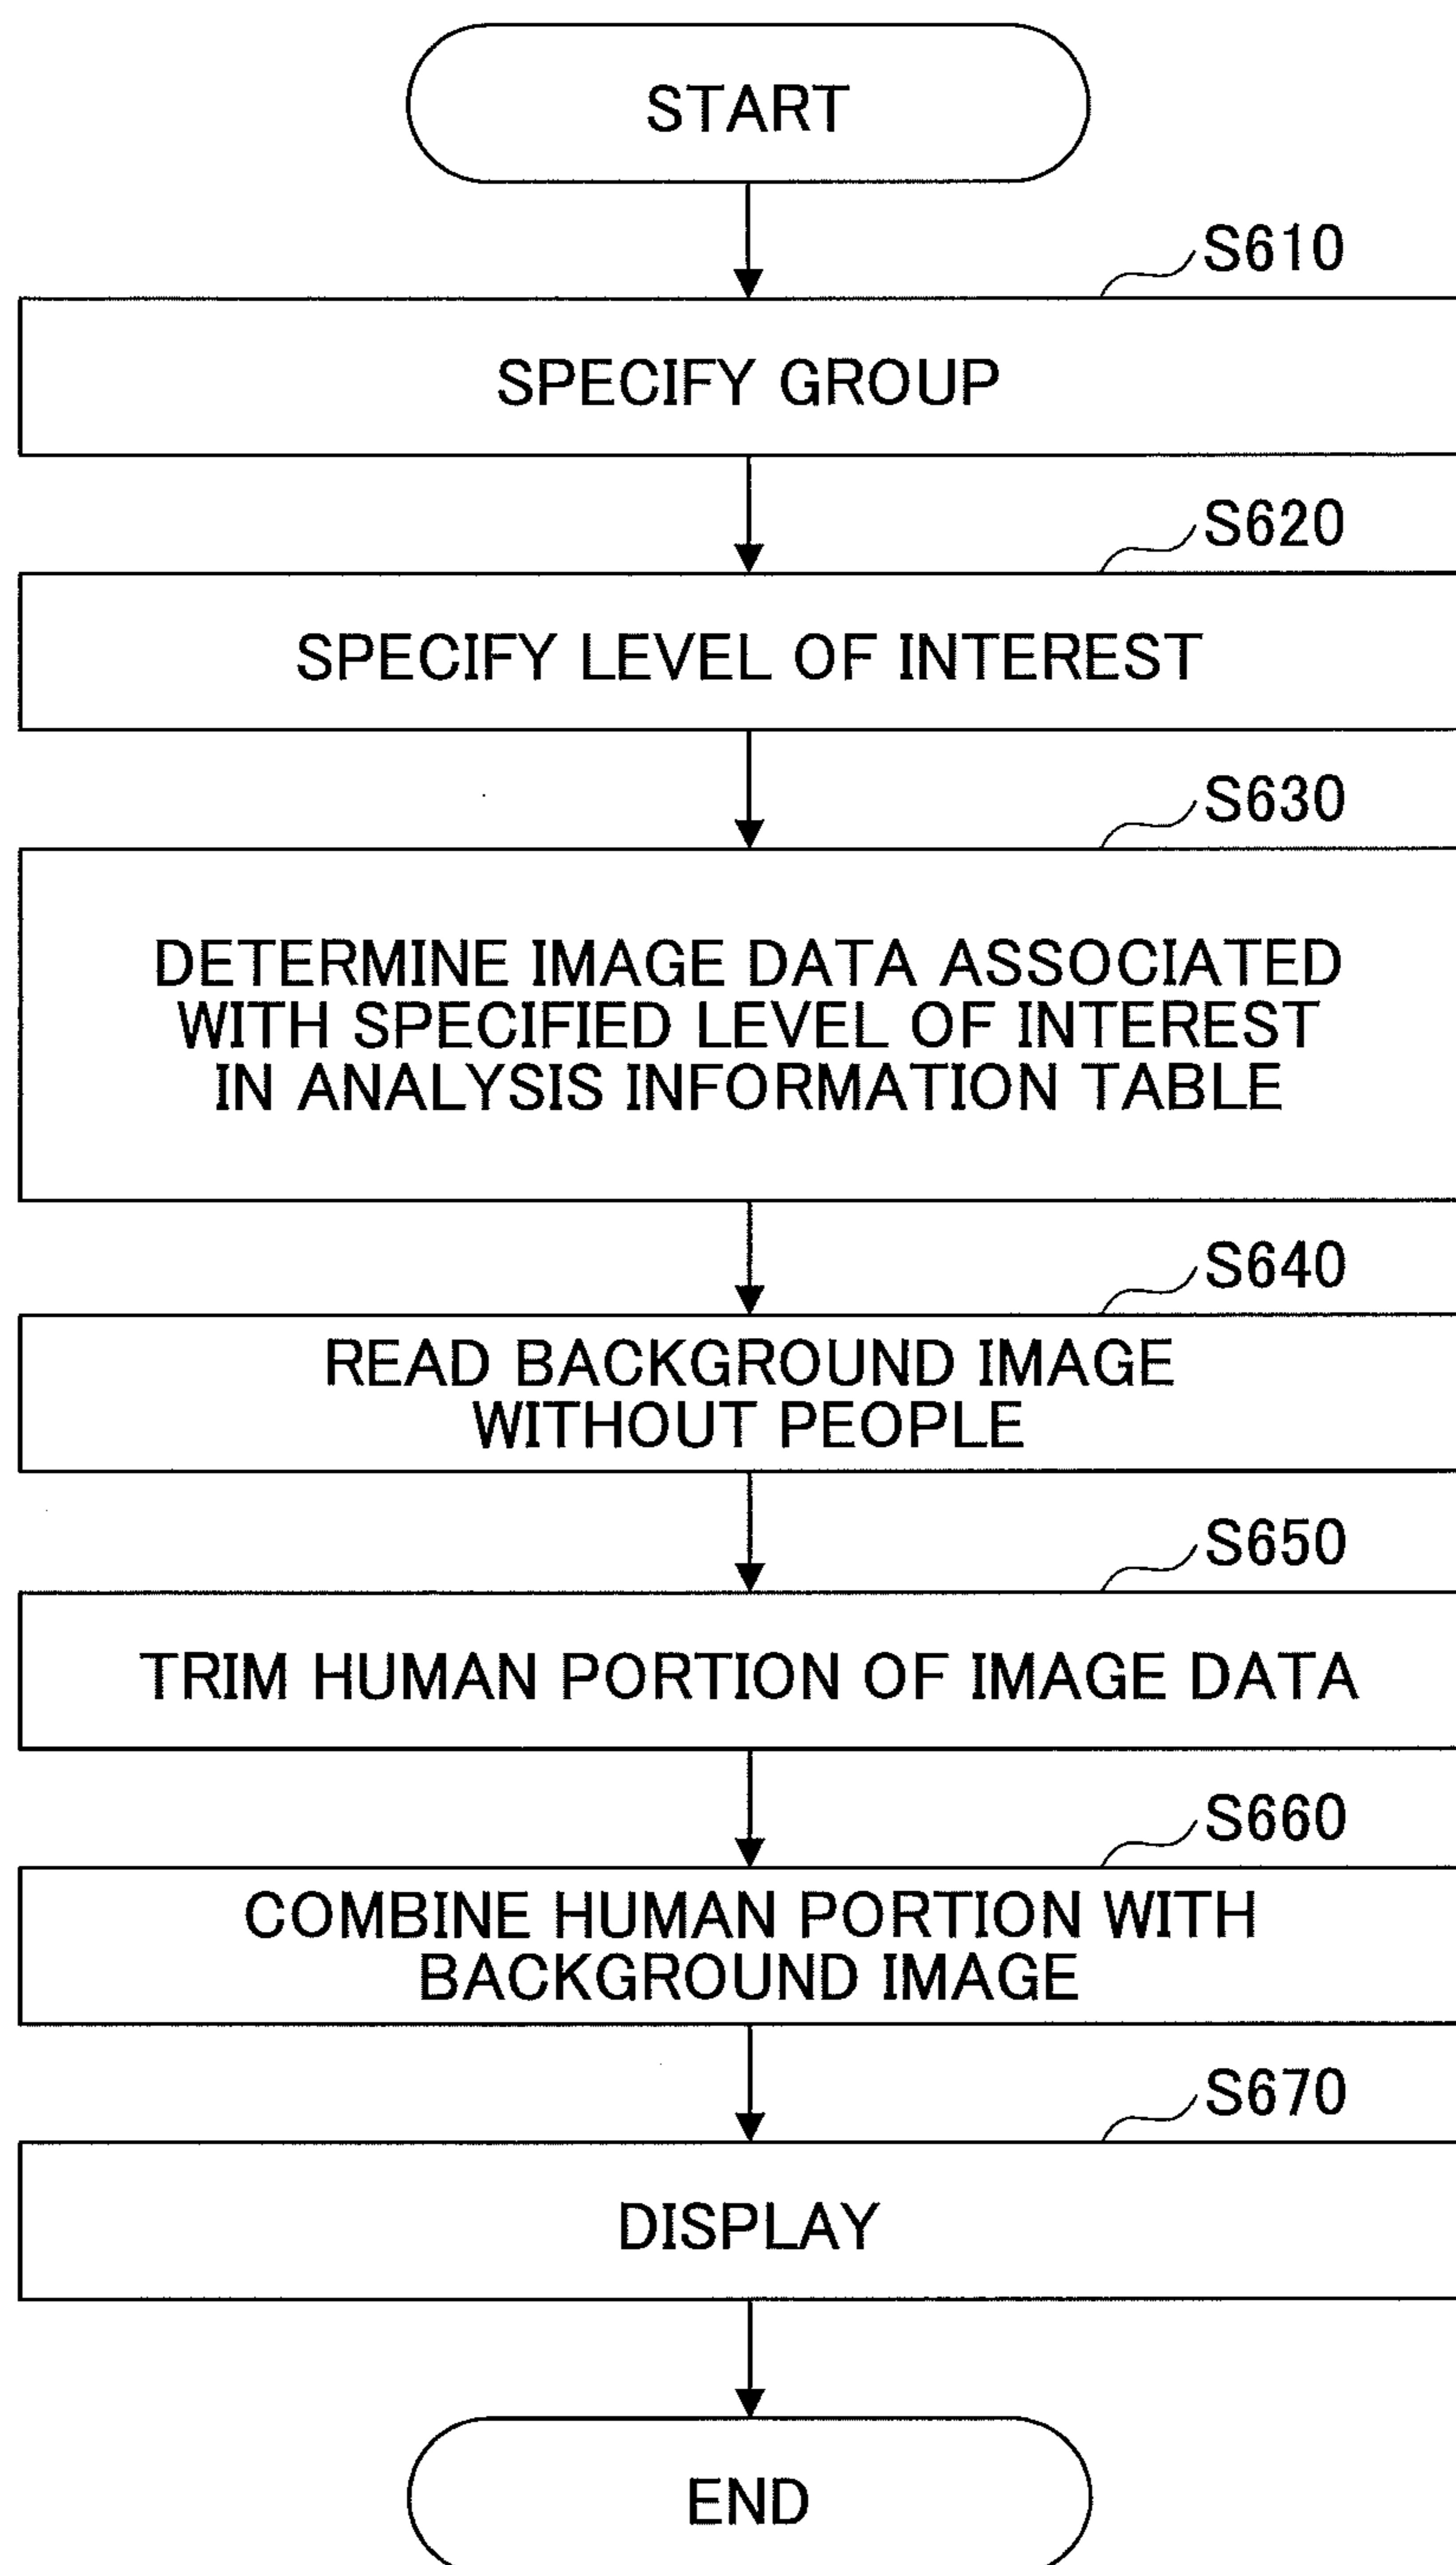 START
S610
SPECIFY GROUP
S620
SPECIFY LEVEL OF INTEREST
S630
DETERMINE IMAGE DATA ASSOCIATED
WITH SPECIFIED LEVEL OF INTEREST
IN ANALYSIS INFORMATION TABLE
S640
READ BACKGROUND IMAGE
WITHOUT PEOPLE
S650
TRIM HUMAN PORTION OF IMAGE DATA
S660
COMBINE HUMAN PORTION WITH
BACKGROUND IMAGE
S670
DISPLAY
END